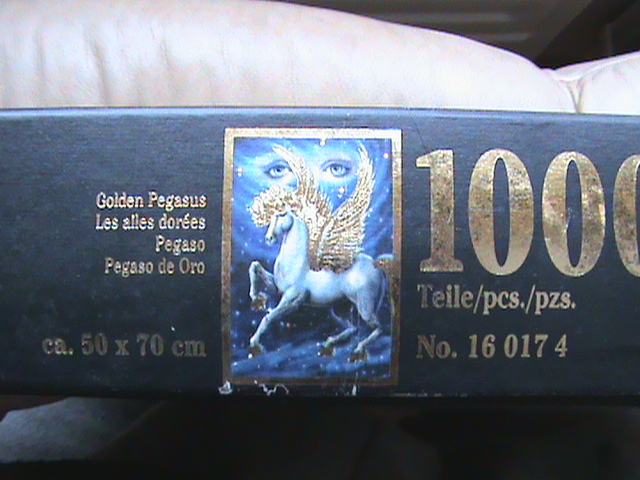 Golden Pegasus
Les ailes dorées
Pegaso
Pegaso de Oro
ca. 50 x 70 cm
1000
Teile/pcs./pzs.
No. 16 017 4